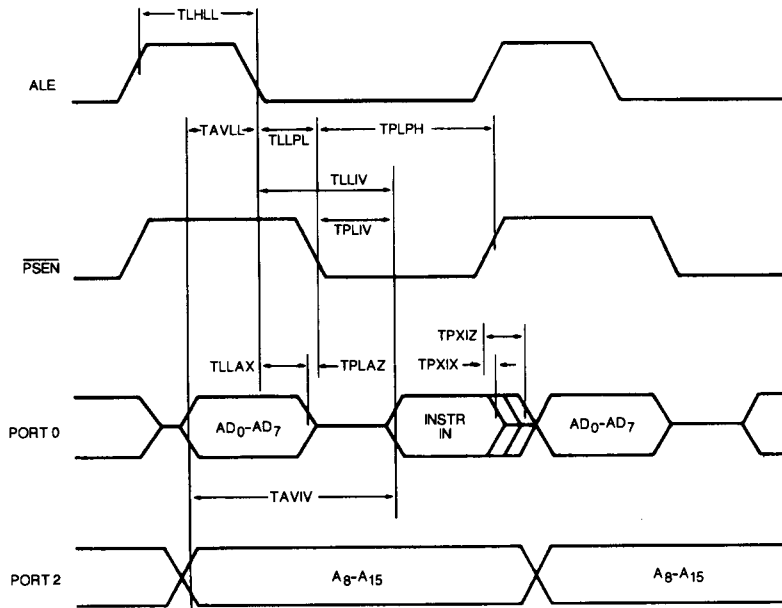 TLHLL
ALE
TAVLL
TLLPL
TPLPH
TLLIV
TPLIV
PSEN
TPXIZ
TLLAX
TPLAZ
TPXIX
PORT 0
AD0-AD7
INSTR
IN
AD0-AD7
TAVIV
PORT 2
A8-A15
A8-A15